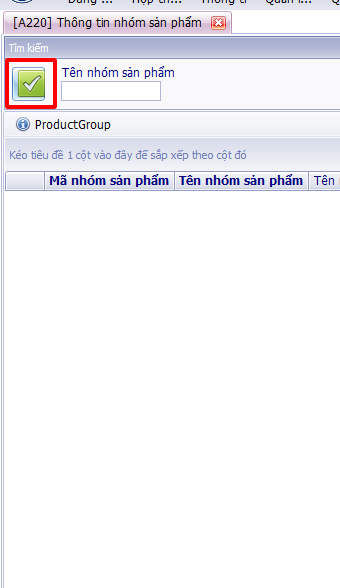 [A220] Thông tin nhóm sản phẩm
Tìm kiếm
Tên nhóm sản phẩm
ProductGroup
Kéo tiêu đề 1 cột vào đây để sắp xếp theo cột đó
Mã nhóm sản phẩm Tên nhóm sản phẩm Tên